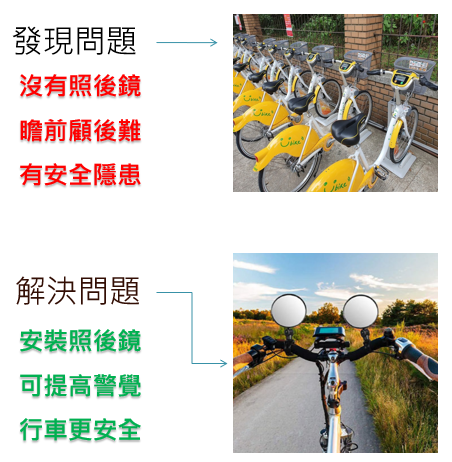 發現問題
沒有照後鏡
瞻前顧後難
有安全隱患
解決問題
安裝照後鏡
可提高警覺
行車更安全